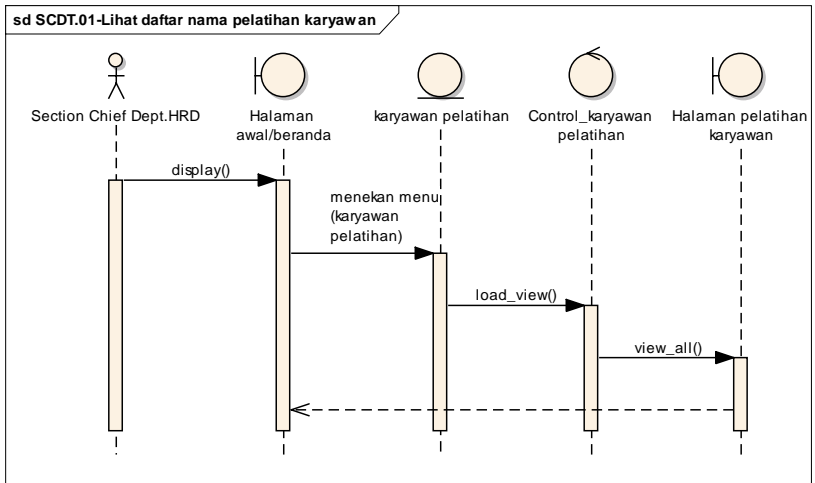 sd SCDT.01-Lihat daftar nama pelatihan karyawan
Section Chief Dept.HRD
Halaman
awal/beranda
karyawan pelatihan
Control_karyawan
pelatihan
Halaman pelatihan
karyawan
display()
menekan menu
(karyawan
pelatihan)
load_view()
view_all()